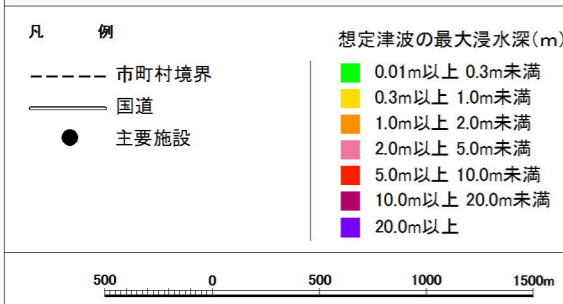 凡 例
市町村境界
国道
主要施設
想定津波の最大浸水深(m)
0.01m以上 0.3m未満
0.3m以上 1.0m未満
1.0m以上 2.0m未満
2.0m以上 5.0m未満
5.0m以上 10.0m未満
10.0m以上 20.0m未満
20.0m以上
500 0 500 1000 1500m